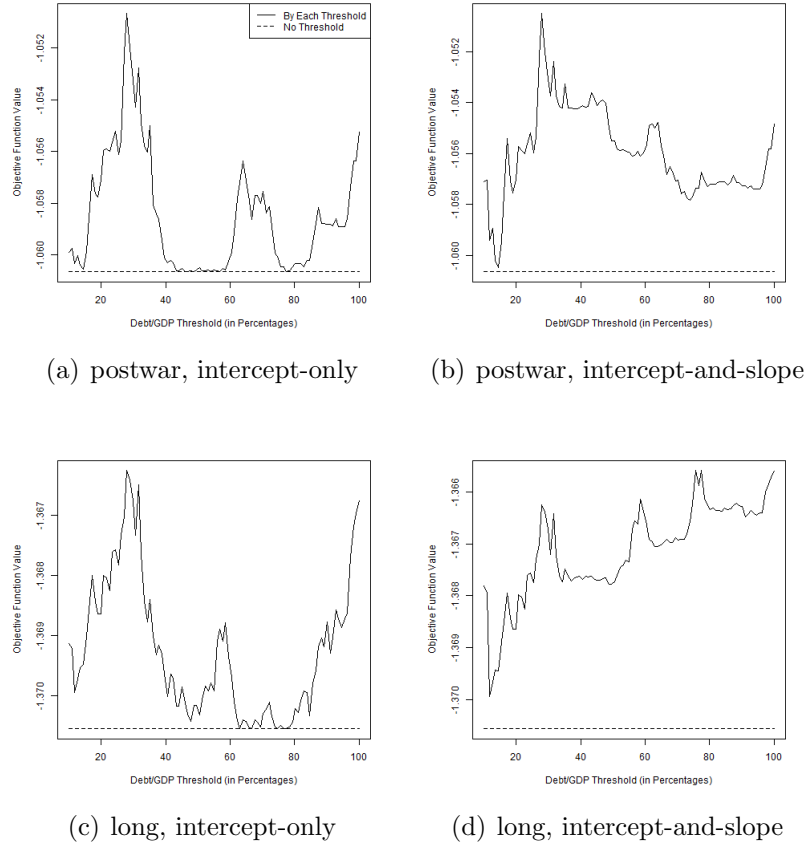 By Each Threshold
No Threshold
Objective Function Value
-1.052
-1.054
-1.056
-1.058
-1.060
20 40 60 80 100
Debt/GDP Threshold (in Percentages)
(a) postwar, intercept-only
Objective Function Value
-1.052
-1.054
-1.056
-1.058
-1.060
20 40 60 80 100
Debt/GDP Threshold (in Percentages)
(b) postwar, intercept-and-slope
Objective Function Value
-1.367
-1.368
-1.369
-1.370
20 40 60 80 100
Debt/GDP Threshold (in Percentages)
(c) long, intercept-only
Objective Function Value
-1.366
-1.367
-1.368
-1.369
-1.370
20 40 60 80 100
Debt/GDP Threshold (in Percentages)
(d) long, intercept-and-slope